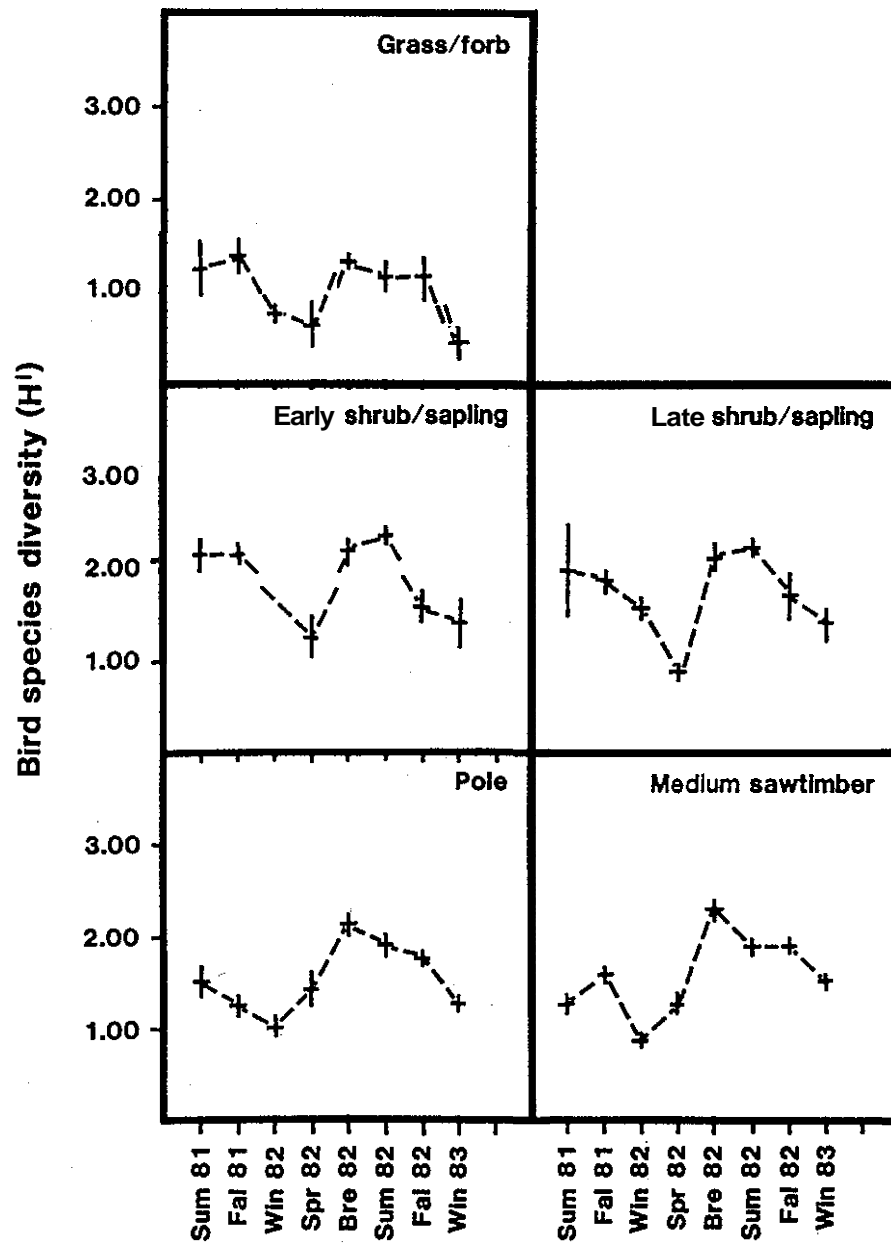 Grass/forb
3.00
2.00
1.00
Bird species diversity (H')
Early shrub/sapling
Late shrub/sapling
3.00
2.00
1.00
Pole
Medium sawtimber
3.00
2.00
1.00
Sum 81
Fal 81
Win 82
Spr 82
Bre 82
Sum 82
Fal 82
Win 83
Sum 81
Fal 81
Win 82
Spr 82
Bre 82
Sum 82
Fal 82
Win 83